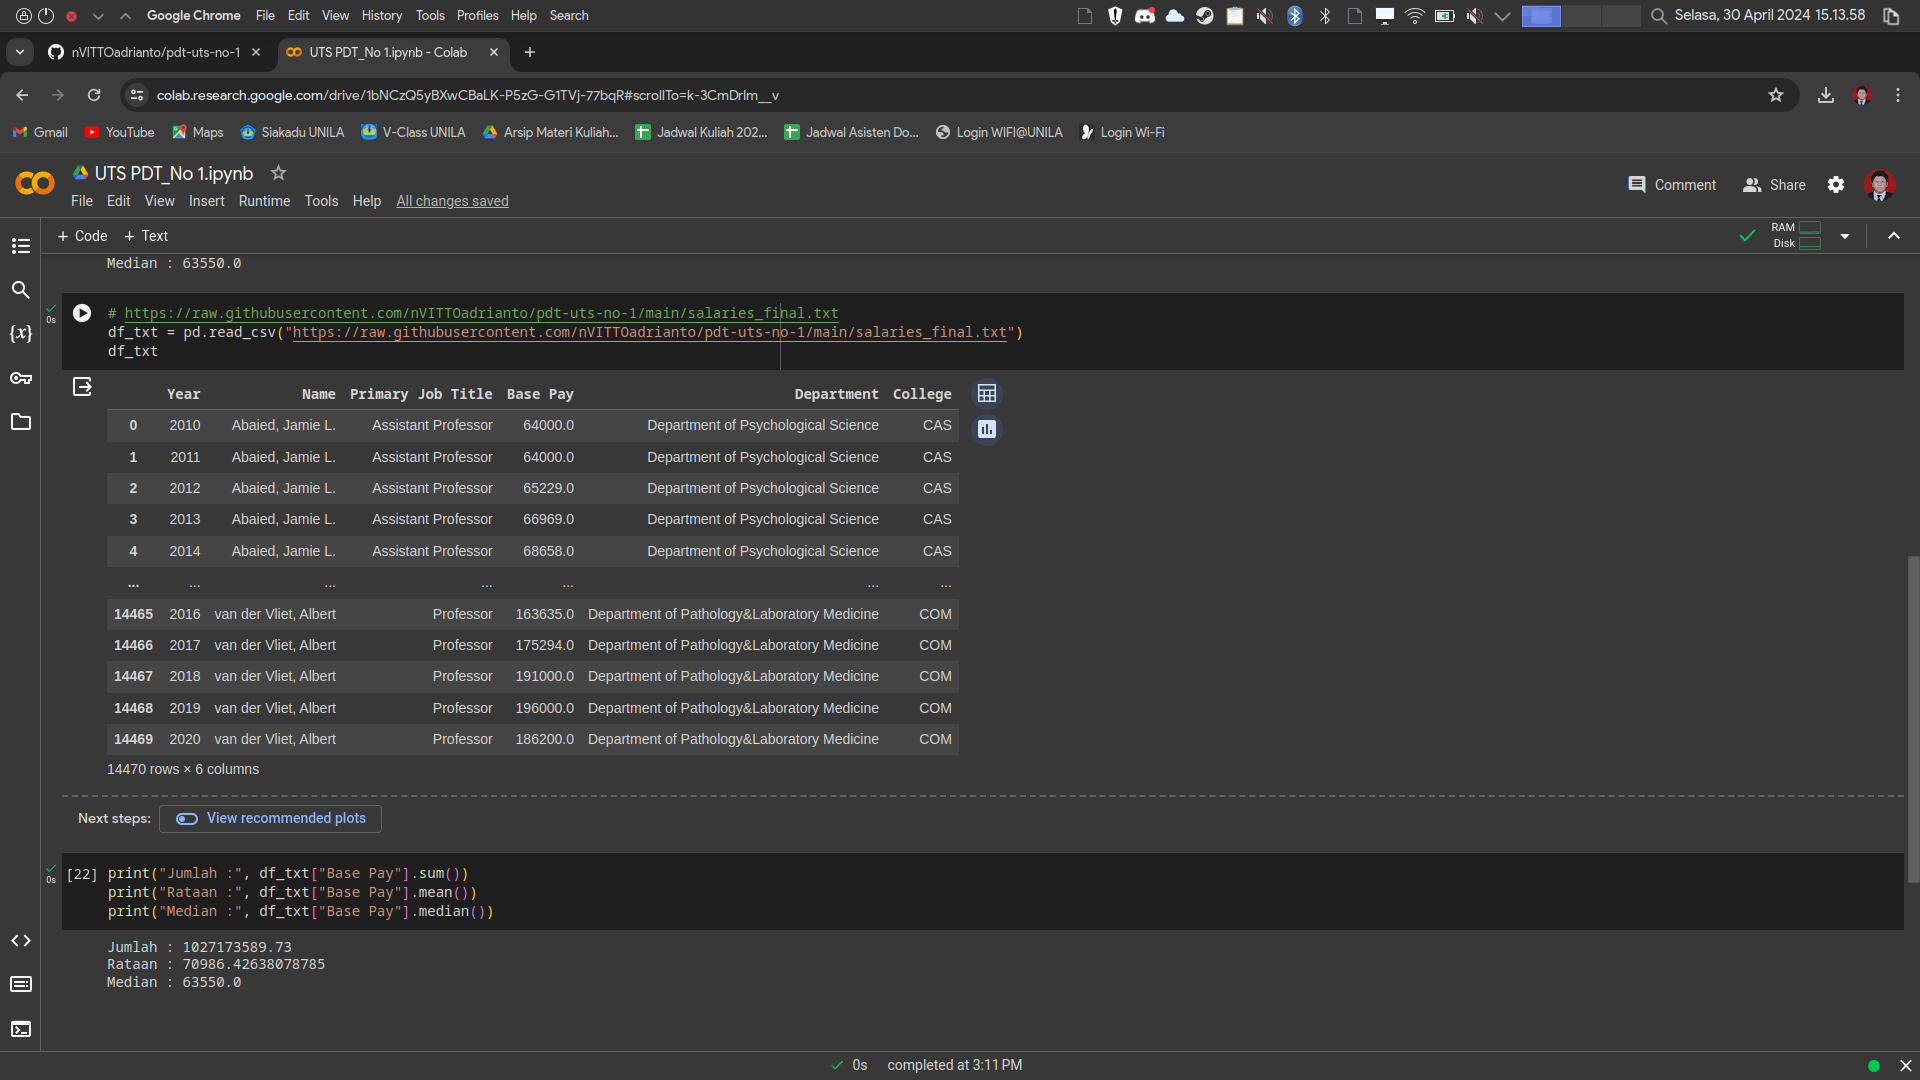 Google Chrome File Edit View History Tools Profiles Help Search Selasa, 30 April 2024 15.13.58
nVITTOadrianto/pdt-uts-no-1 UTS PDT_No 1.ipynb - Colab
colab.research.google.com/drive/1bNCzQ5yBXwCBaLK-P5zG-G1TVj-77bqR#scrollTo=k-3CmDrlm__v
Gmail YouTube Maps Siakadu UNILA V-Class UNILA Arsip Materi Kuliah... Jadwal Kuliah 202... Jadwal Asisten Do... Login WIFI@UNILA Login Wi-Fi
UTS PDT_No 1.ipynb
Comment Share
File Edit View Insert Runtime Tools Help All changes saved
+ Code + Text
RAM
Disk
Median : 63550.0
# https://raw.githubusercontent.com/nVITTOadrianto/pdt-uts-no-1/main/salaries_final.txt
0s
df_txt = pd.read_csv("https://raw.githubusercontent.com/nVITTOadrianto/pdt-uts-no-1/main/salaries_final.txt")
df_txt
Year Name Primary Job Title Base Pay Department College
0 2010 Abaied, Jamie L. Assistant Professor 64000.0 Department of Psychological Science CAS
1 2011 Abaied, Jamie L. Assistant Professor 64000.0 Department of Psychological Science CAS
2 2012 Abaied, Jamie L. Assistant Professor 65229.0 Department of Psychological Science CAS
3 2013 Abaied, Jamie L. Assistant Professor 66969.0 Department of Psychological Science CAS
4 2014 Abaied, Jamie L. Assistant Professor 68658.0 Department of Psychological Science CAS
... ... ... ... ... ... ...
14465 2016 van der Vliet, Albert Professor 163635.0 Department of Pathology&Laboratory Medicine COM
14466 2017 van der Vliet, Albert Professor 175294.0 Department of Pathology&Laboratory Medicine COM
14467 2018 van der Vliet, Albert Professor 191000.0 Department of Pathology&Laboratory Medicine COM
14468 2019 van der Vliet, Albert Professor 196000.0 Department of Pathology&Laboratory Medicine COM
14469 2020 van der Vliet, Albert Professor 186200.0 Department of Pathology&Laboratory Medicine COM
14470 rows × 6 columns
Next steps: View recommended plots
[22] print("Jumlah :", df_txt["Base Pay"].sum())
0s
print("Rataan :", df_txt["Base Pay"].mean())
print("Median :", df_txt["Base Pay"].median())
Jumlah : 1027173589.73
Rataan : 70986.42638078785
Median : 63550.0
0s completed at 3:11 PM